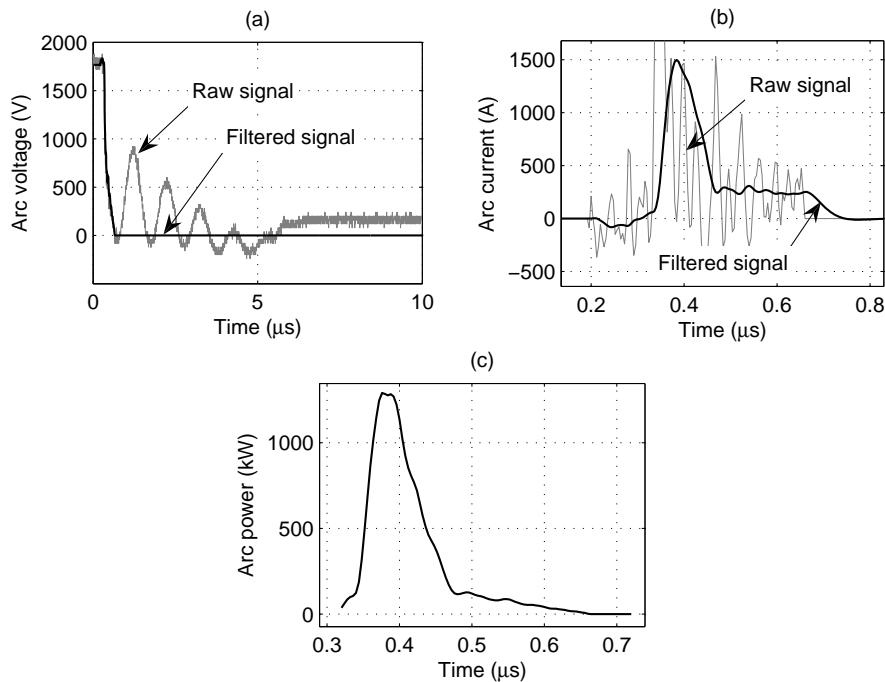 (a)
2000
1500
1000
500
0
Arc voltage (V)
Raw signal
Filtered signal
0
5
10
Time (μs)
(b)
1500
1000
500
0
−500
Arc current (A)
Raw signal
Filtered signal
0.2
0.4
0.6
0.8
Time (μs)
(c)
1000
500
0
Arc power (kW)
0.3
0.4
0.5
0.6
0.7
Time (μs)